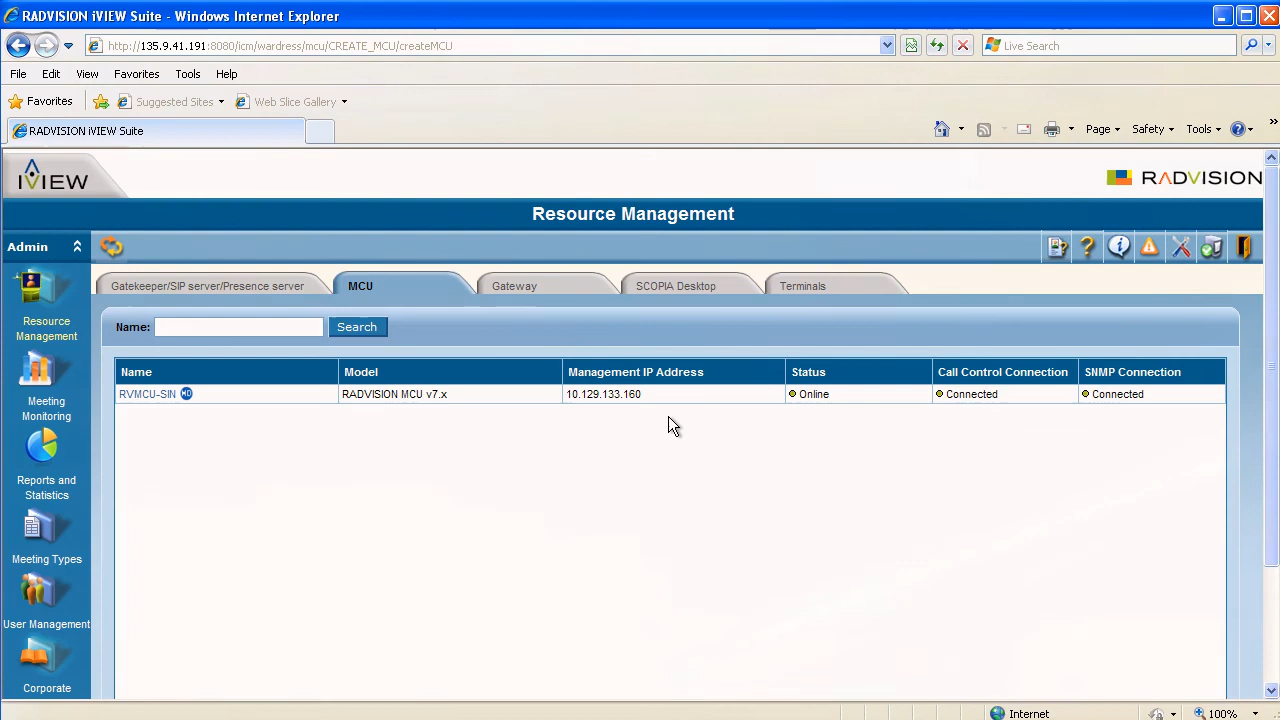 RADVISION iVIEW Suite - Windows Internet Explorer
http://135.9.41.191:8080/icm/wardress/mcu/CREATE_MCU/createMCU
Live Search
File Edit View Favorites Tools Help
Favorites Suggested Sites Web Slice Gallery
RADVISION iVIEW Suite
Page Safety Tools
iVIEW
RADVISION
Resource Management
Admin
Gatekeeper/SIP server/Presence server MCU Gateway SCOPIA Desktop Terminals
Name: Search
Name Model Management IP Address Status Call Control Connection SNMP Connection
RVMCU-SIN HD RADVISION MCU v7.x 10.129.133.160 Online Connected Connected
Resource
Management
Meeting
Monitoring
Reports and
Statistics
Meeting Types
User Management
Corporate
Internet 100%